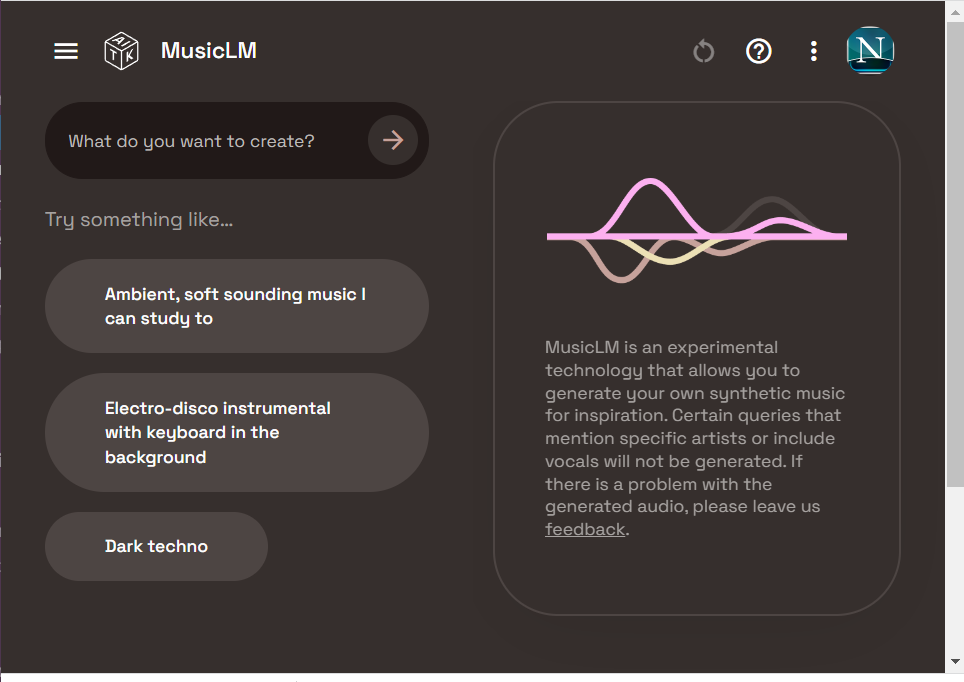 MusicLM
AITK
N
What do you want to create?
Try something like...
Ambient, soft sounding music I
can study to
Electro-disco instrumental
with keyboard in the
background
Dark techno
MusicLM is an experimental
technology that allows you to
generate your own synthetic music
for inspiration. Certain queries that
mention specific artists or include
vocals will not be generated. If
there is a problem with the
generated audio, please leave us
feedback.